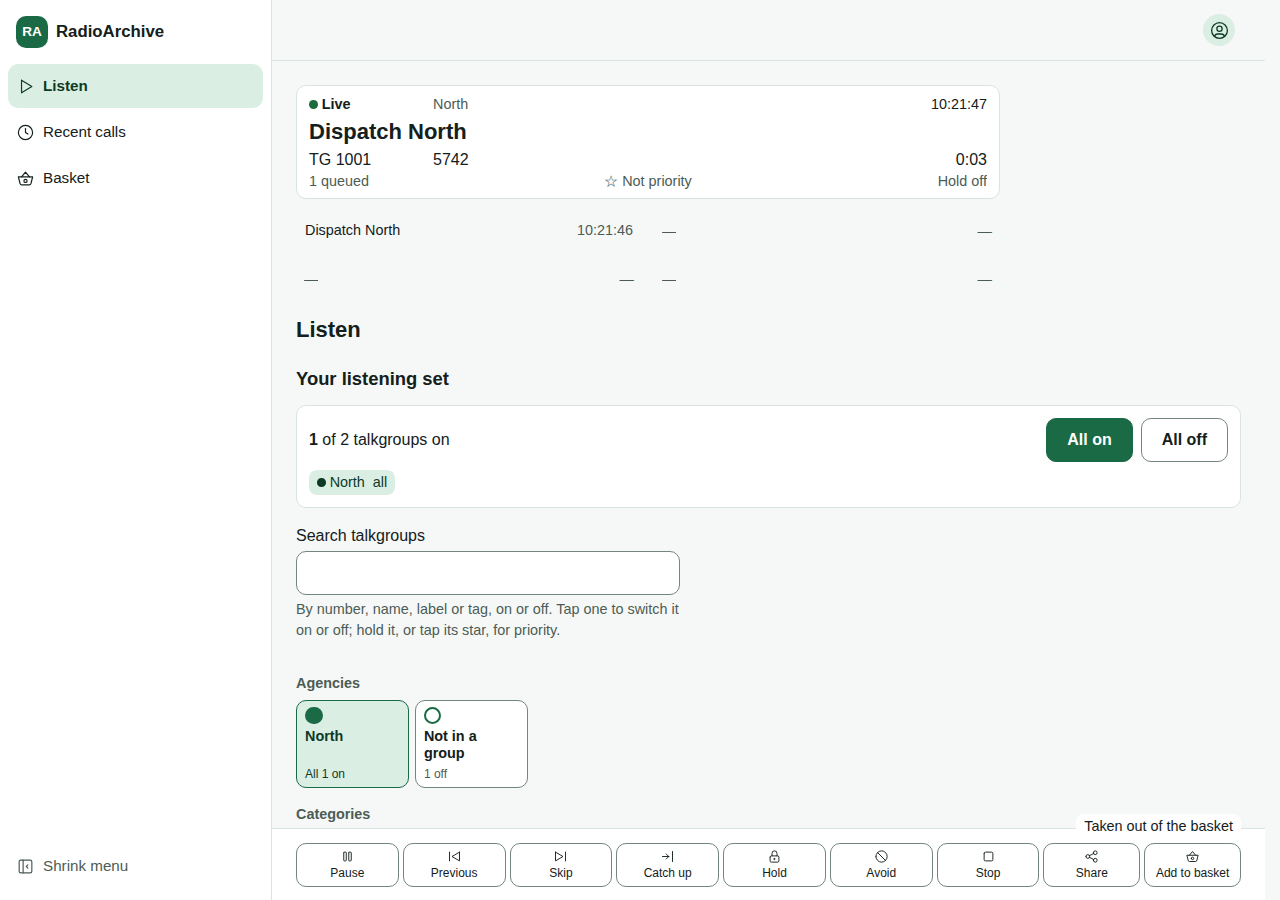 RA RadioArchive
Listen
Recent calls
Basket
Shrink menu
Live North 10:21:47
Dispatch North
TG 1001 5742 0:03
1 queued ☆ Not priority Hold off
Dispatch North 10:21:46 — —
— — — —
Listen
Your listening set
1 of 2 talkgroups on All on All off
North all
Search talkgroups
By number, name, label or tag, on or off. Tap one to switch it
on or off; hold it, or tap its star, for priority.
Agencies
North
All 1 on
Not in a
group
1 off
Categories
Taken out of the basket
Pause Previous Skip Catch up Hold Avoid Stop Share Add to basket